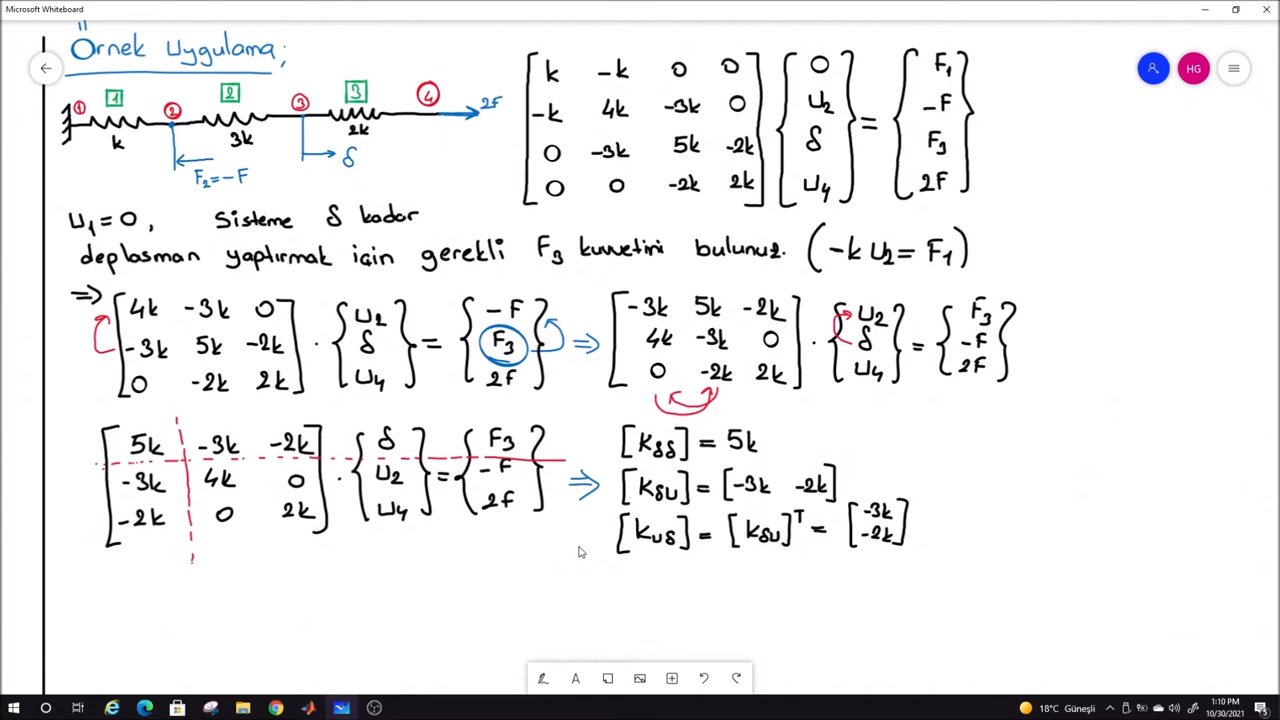 Microsoft Whiteboard
Örnek Uygulama;
① 1 ② 2 ③ 3 ④ 2F
k 3k 2k
F₂=-F δ
[k -k 0 0] {0} = {F₁}
[-k 4k -3k 0] {u₂} {-F}
[0 -3k 5k -2k] {δ} {F₃}
[0 0 -2k 2k] {u₄} {2F}
u₁=0, Sisteme δ kadar
deplasman yaptırmak için gerekli F₃ kuvvetini bulunuz. (-k u₂= F₁)
⇒ [4k -3k 0] · {u₂} = {-F} ⇒ [-3k 5k -2k] · {u₂} = {F₃}
[-3k 5k -2k] {δ} {F₃} [4k -3k 0] {δ} {-F}
[0 -2k 2k] {u₄} {2f} [0 -2k 2k] {u₄} {2F}
[5k -3k -2k] · {δ} = {F₃} ⇒ [Kδδ] = 5k
[-3k 4k 0] {u₂} {-F} [Kδu] = [-3k -2k]
[-2k 0 2k] {u₄} {2f} [Kuδ] = [Kδu]ᵀ = [-3k
-2k]
HG
A
18°C Güneşli
1:10 PM
10/30/2021
5